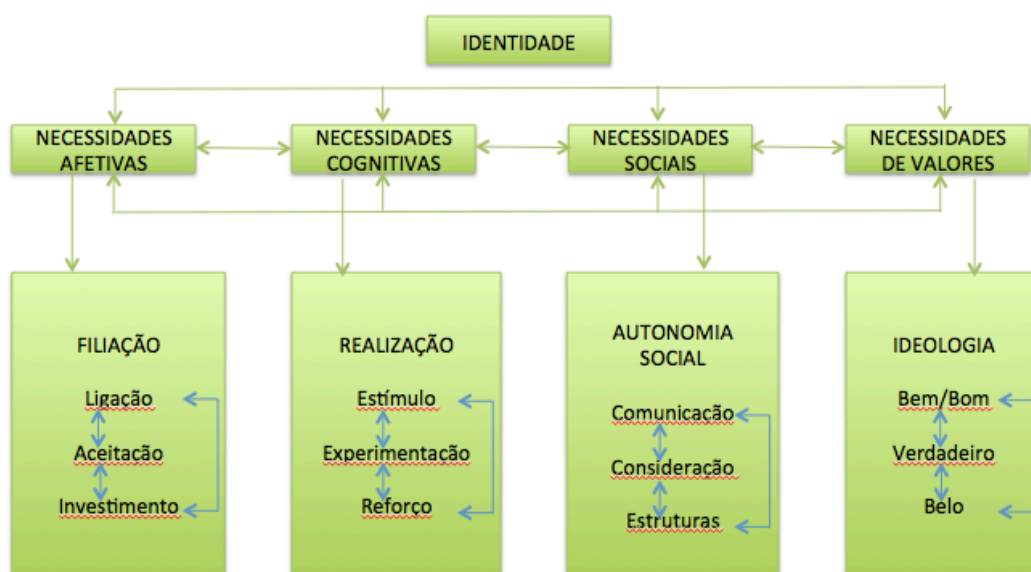 IDENTIDADE
NECESSIDADES
AFETIVAS
NECESSIDADES
COGNITIVAS
NECESSIDADES
SOCIAIS
NECESSIDADES
DE VALORES
FILIAÇÃO
Ligação
Aceitação
Investimento
REALIZAÇÃO
Estímulo
Experimentação
Reforço
AUTONOMIA
SOCIAL
Comunicação
Consideração
Estruturas
IDEOLOGIA
Bem/Bom
Verdadeiro
Belo